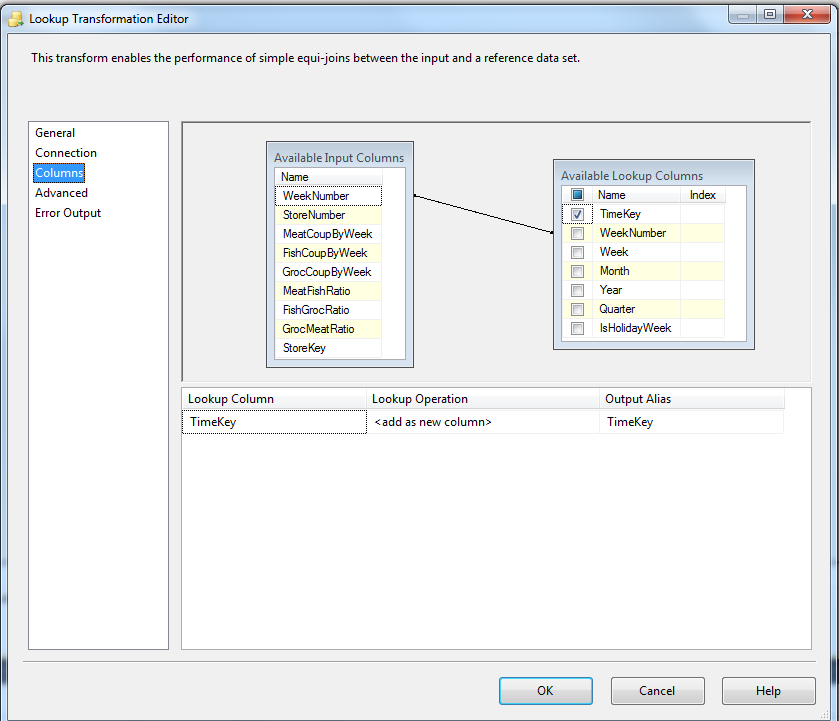 Lookup Transformation Editor
This transform enables the performance of simple equi-joins between the input and a reference data set.
General
Connection
Columns
Advanced
Error Output
Available Input Columns
Name
WeekNumber
StoreNumber
MeatCoupByWeek
FishCoupByWeek
GrocCoupByWeek
MeatFishRatio
FishGrocRatio
GrocMeatRatio
StoreKey
Available Lookup Columns
Name Index
TimeKey
WeekNumber
Week
Month
Year
Quarter
IsHolidayWeek
Lookup Column Lookup Operation Output Alias
TimeKey <add as new column> TimeKey
OK Cancel Help